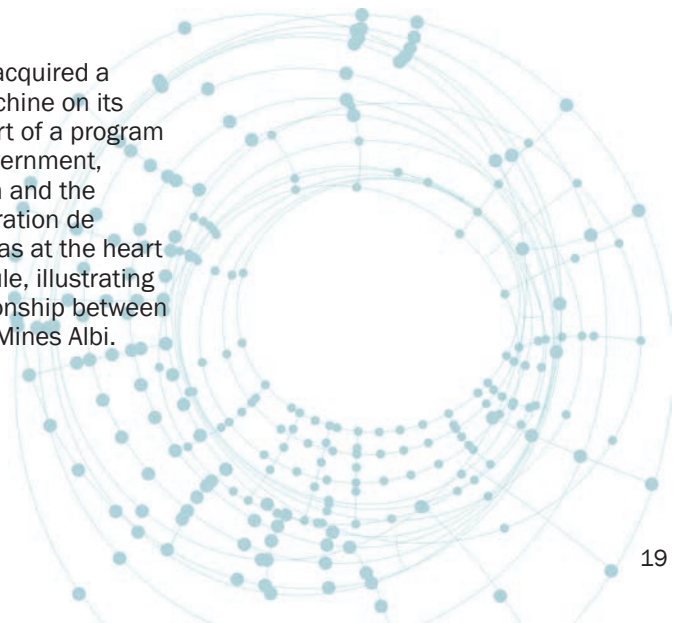 acquired a
chine on its
rt of a program
ernment,
n and the
ration de
as at the heart
ule, illustrating
onship between
Mines Albi.
19